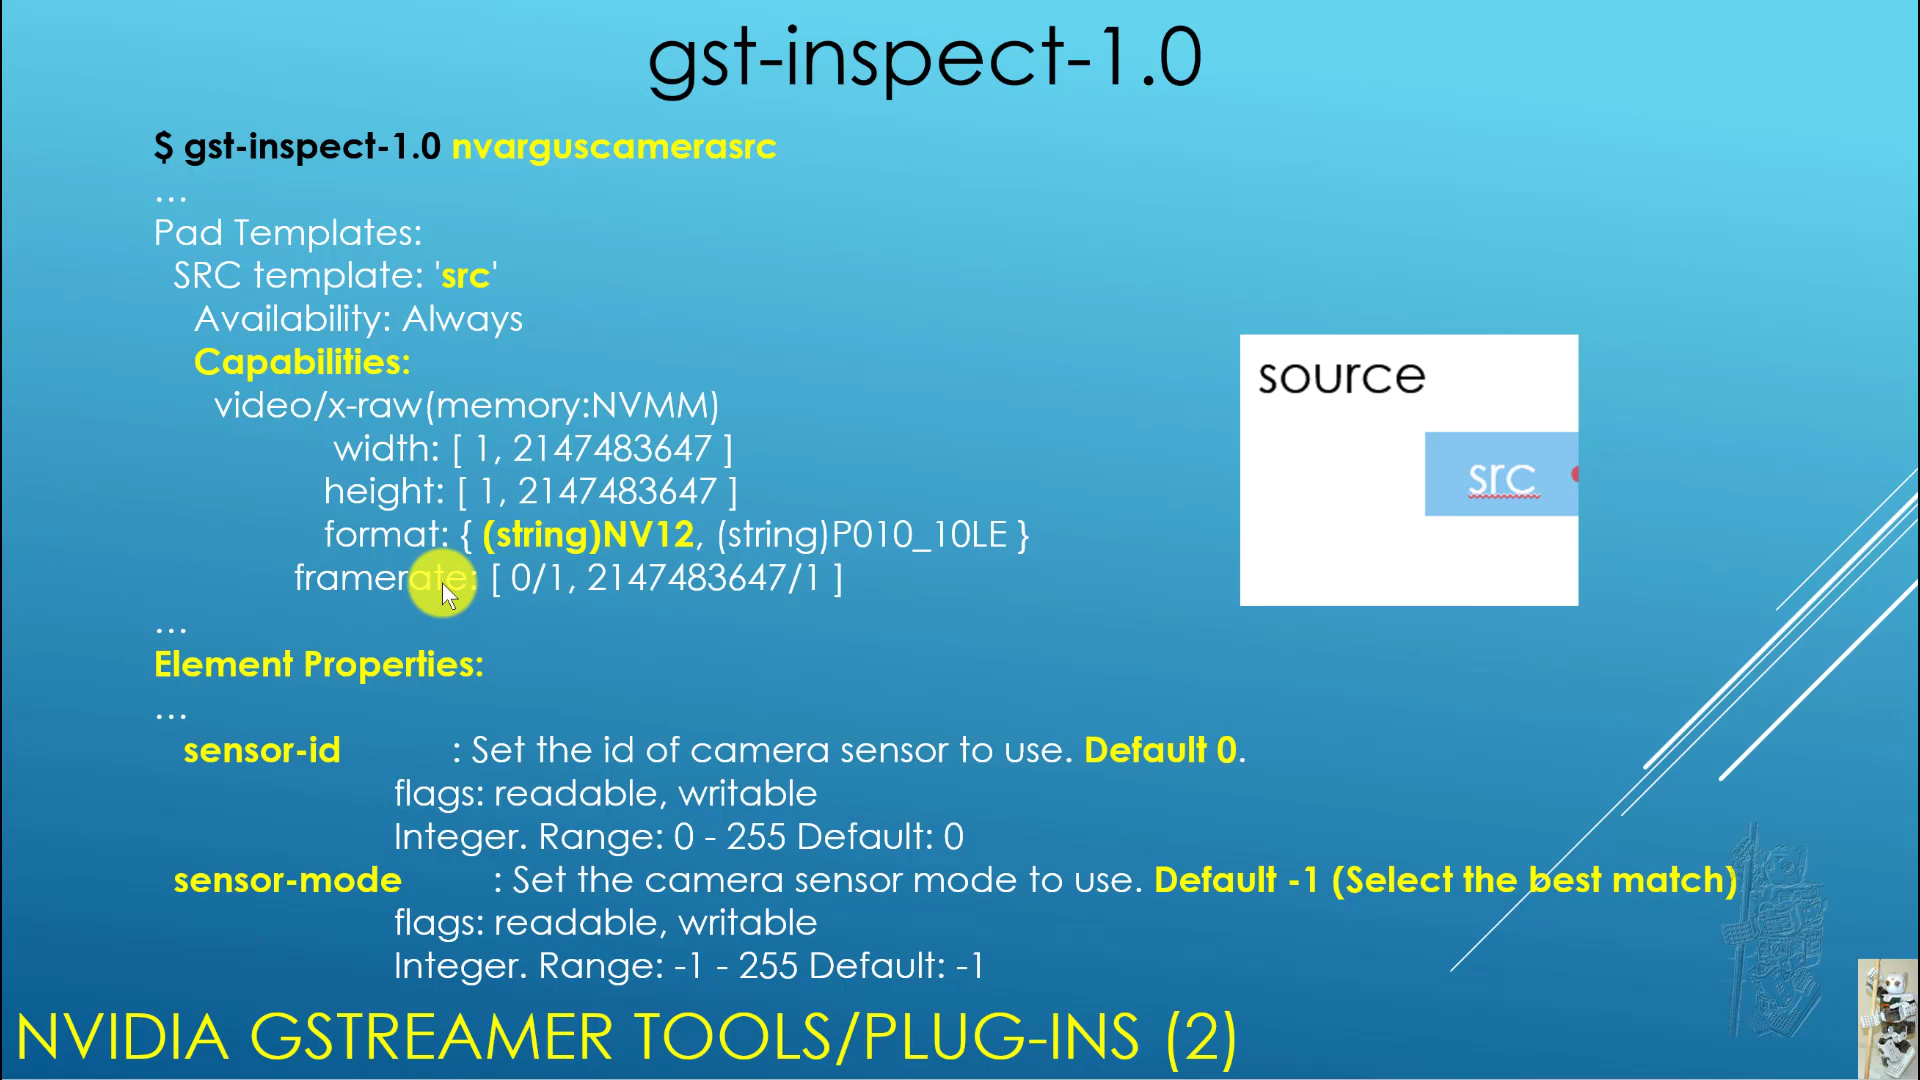 gst-inspect-1.0
$ gst-inspect-1.0 nvarguscamerasrc
...
Pad Templates:
SRC template: 'src'
Availability: Always
Capabilities:
video/x-raw(memory:NVMM)
width: [ 1, 2147483647 ]
height: [ 1, 2147483647 ]
format: { (string)NV12, (string)P010_10LE }
framerate: [ 0/1, 2147483647/1 ]
...
Element Properties:
...
sensor-id : Set the id of camera sensor to use. Default 0.
flags: readable, writable
Integer. Range: 0 - 255 Default: 0
sensor-mode : Set the camera sensor mode to use. Default -1 (Select the best match)
flags: readable, writable
Integer. Range: -1 - 255 Default: -1
source
src
NVIDIA GSTREAMER TOOLS/PLUG-INS (2)